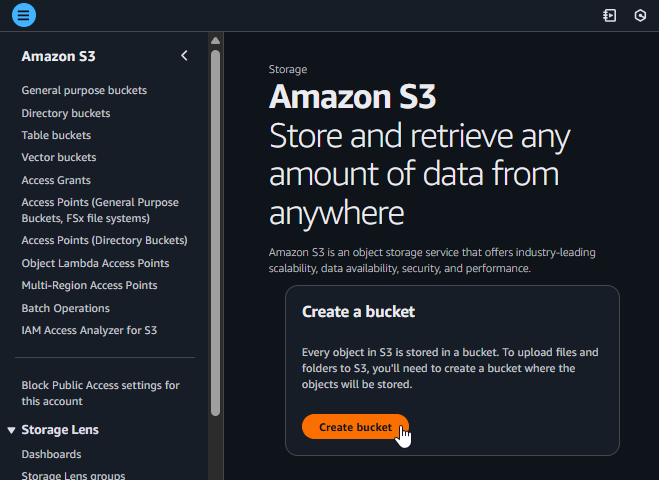 Amazon S3
General purpose buckets
Directory buckets
Table buckets
Vector buckets
Access Grants
Access Points (General Purpose
Buckets, FSx file systems)
Access Points (Directory Buckets)
Object Lambda Access Points
Multi-Region Access Points
Batch Operations
IAM Access Analyzer for S3
Block Public Access settings for
this account
Storage Lens
Dashboards
Storage Lens groups
Storage
Amazon S3
Store and retrieve any
amount of data from
anywhere
Amazon S3 is an object storage service that offers industry-leading
scalability, data availability, security, and performance.
Create a bucket
Every object in S3 is stored in a bucket. To upload files and
folders to S3, you'll need to create a bucket where the
objects will be stored.
Create bucket